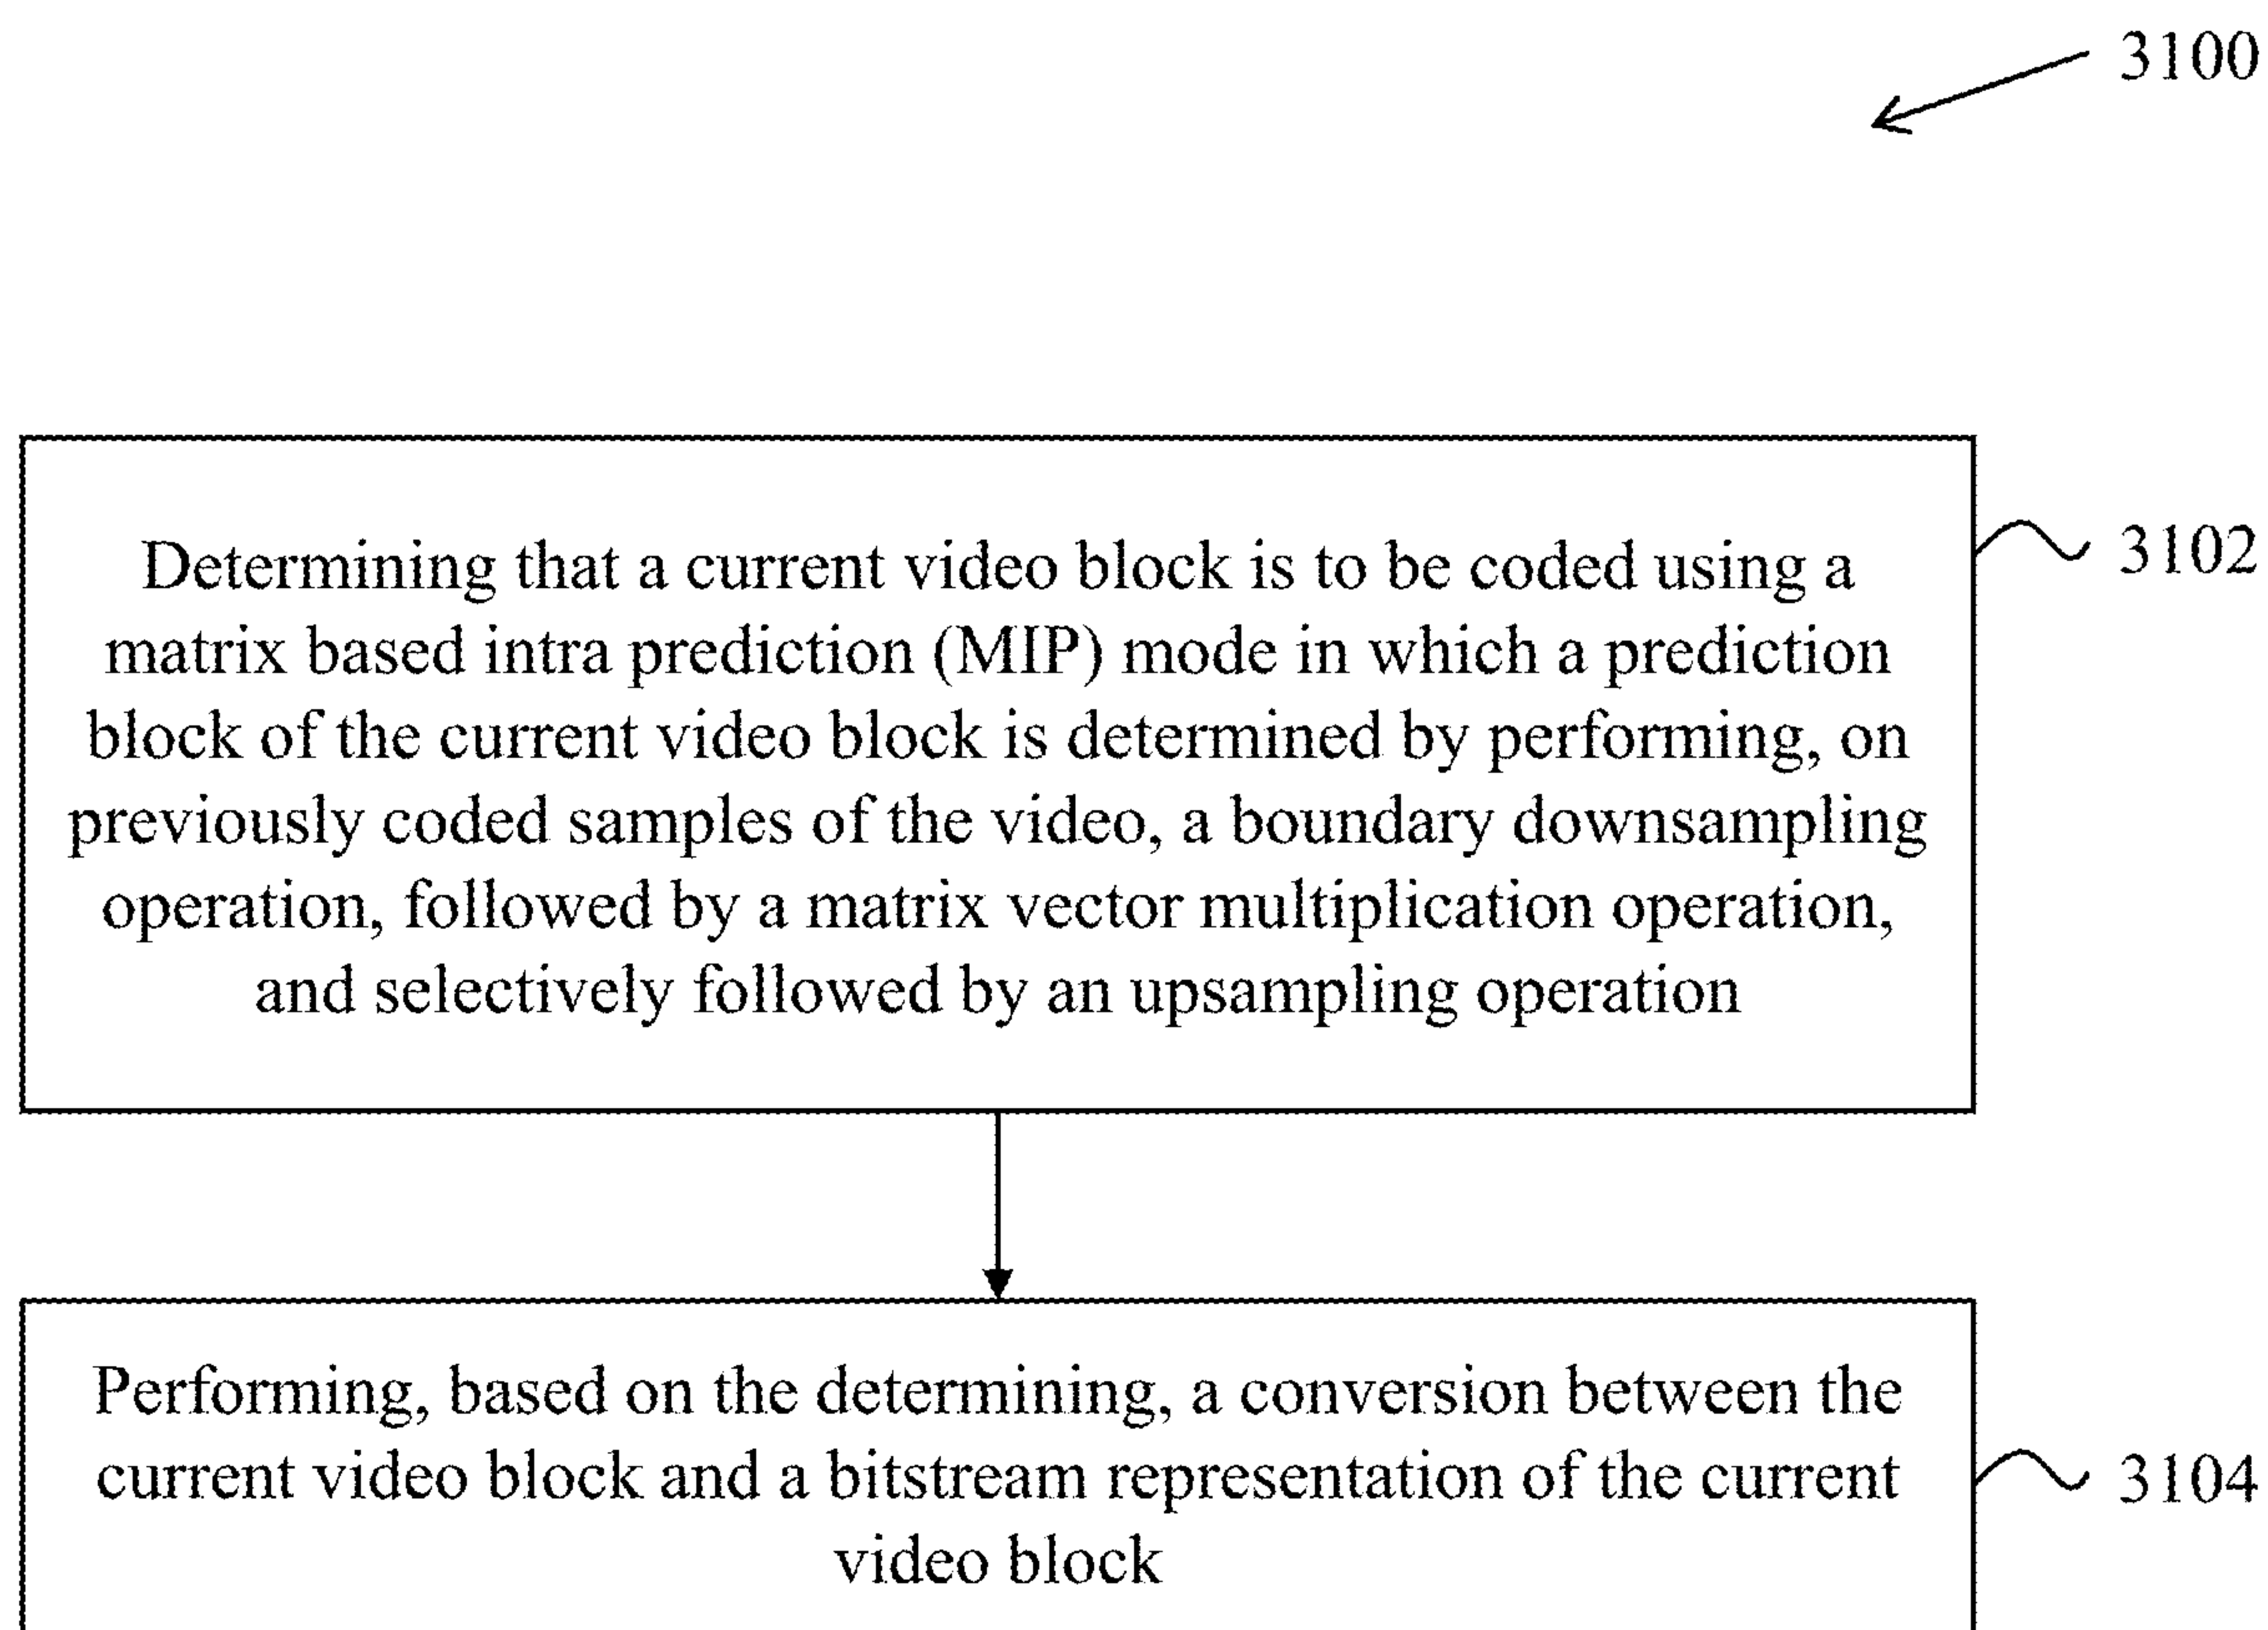 3100
Determining that a current video block is to be coded using a
matrix based intra prediction (MIP) mode in which a prediction
block of the current video block is determined by performing, on
previously coded samples of the video, a boundary downsampling
operation, followed by a matrix vector multiplication operation,
and selectively followed by an upsampling operation
3102
Performing, based on the determining, a conversion between the
current video block and a bitstream representation of the current
video block
3104